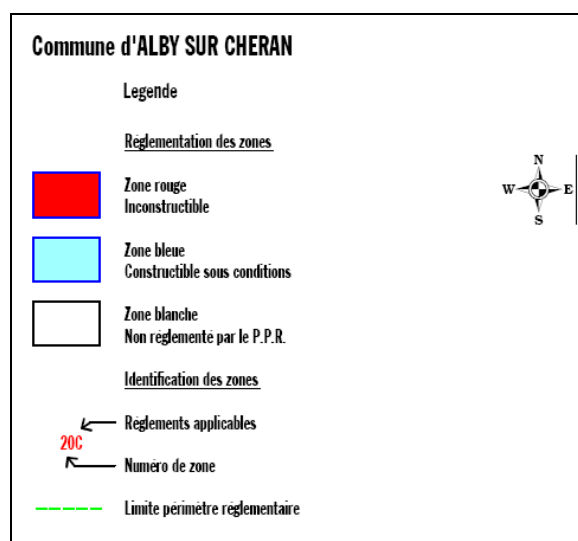 Commune d'ALBY SUR CHERAN
Legende
Réglementation des zones
N
W E
S
Zone rouge
Inconstructible
Zone bleue
Constructible sous conditions
Zone blanche
Non réglementé par le P.P.R.
Identification des zones
Réglements applicables
20C
Numéro de zone
Limite périmètre réglementaire